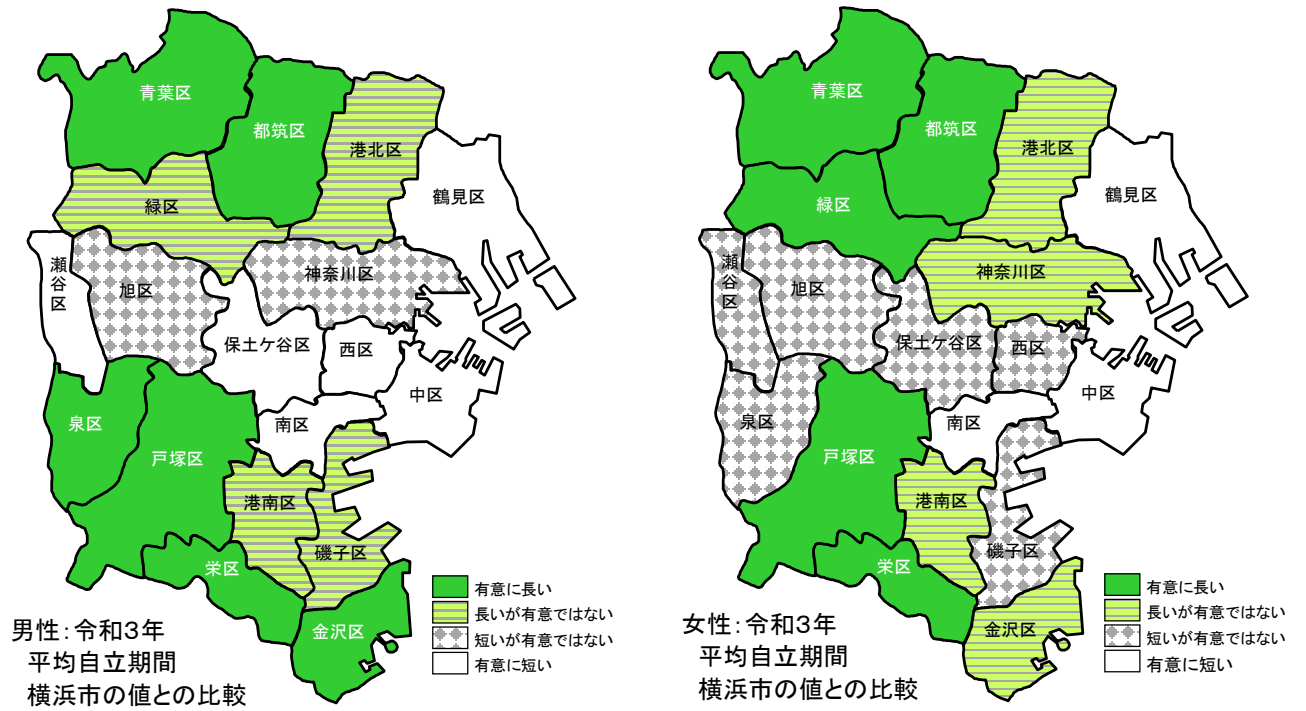 青葉区
都筑区
港北区
鶴見区
緑区
瀬谷区
旭区
神奈川区
保土ケ谷区
西区
中区
泉区
南区
戸塚区
港南区
磯子区
栄区
金沢区
有意に長い
長いが有意ではない
短いが有意ではない
有意に短い
男性：令和３年
平均自立期間
横浜市の値との比較
青葉区
都筑区
港北区
鶴見区
緑区
瀬谷区
旭区
神奈川区
保土ケ谷区
西区
中区
泉区
南区
戸塚区
港南区
磯子区
栄区
金沢区
有意に長い
長いが有意ではない
短いが有意ではない
有意に短い
女性：令和３年
平均自立期間
横浜市の値との比較